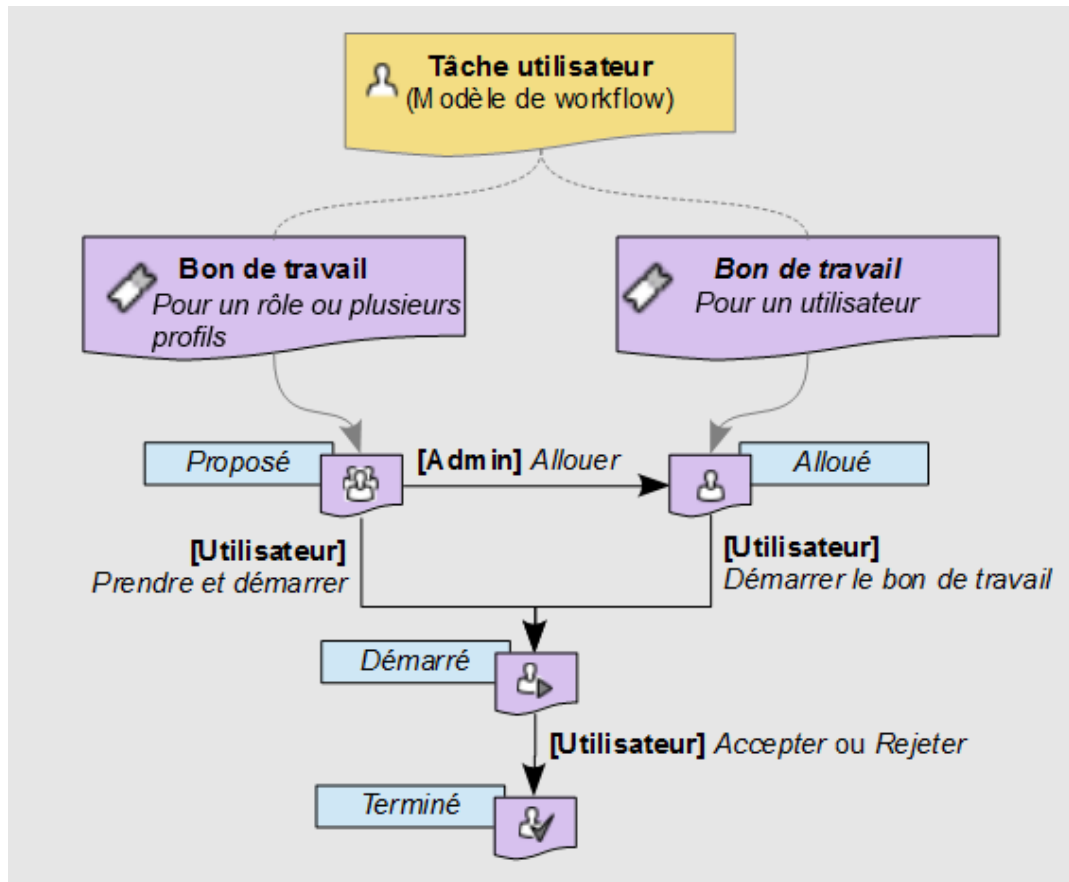 Tâche utilisateur
(Modèle de workflow)
Bon de travail
Pour un rôle ou plusieurs
profils
Bon de travail
Pour un utilisateur
Proposé
[Admin] Allouer
Alloué
[Utilisateur]
Prendre et démarrer
[Utilisateur]
Démarrer le bon de travail
Démarré
[Utilisateur] Accepter ou Rejeter
Terminé